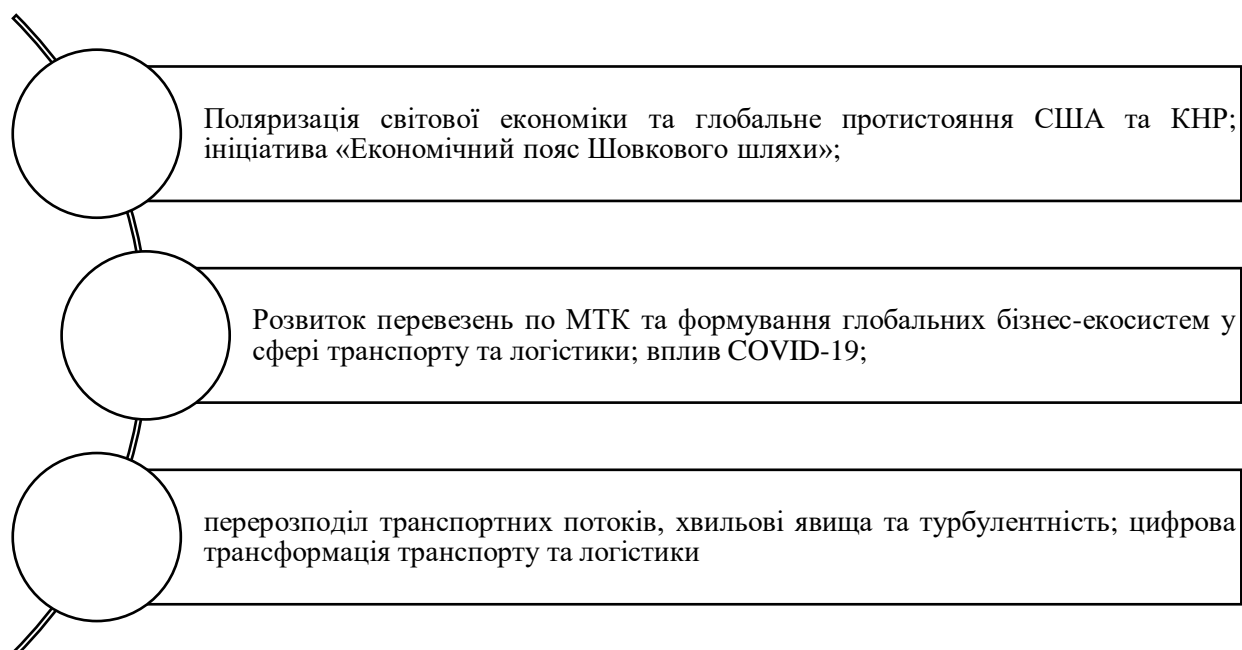 Поляризація світової економіки та глобальне протистояння США та КНР;
ініціатива «Економічний пояс Шовкового шляхи»;
Розвиток перевезень по МТК та формування глобальних бізнес-екосистем у
сфері транспорту та логістики; вплив COVID-19;
перерозподіл транспортних потоків, хвильові явища та турбулентність; цифрова
трансформація транспорту та логістики